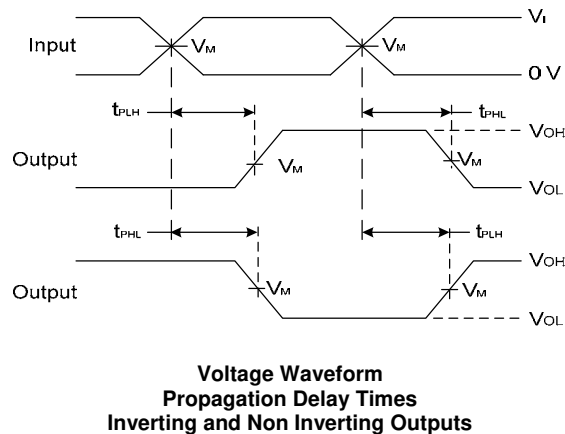 Input VM VM VI
0 V
tPLH tPHL
Output VM VM VOH
VOL
tPHL tPLH
Output VM VM VOH
VOL
Voltage Waveform
Propagation Delay Times
Inverting and Non Inverting Outputs